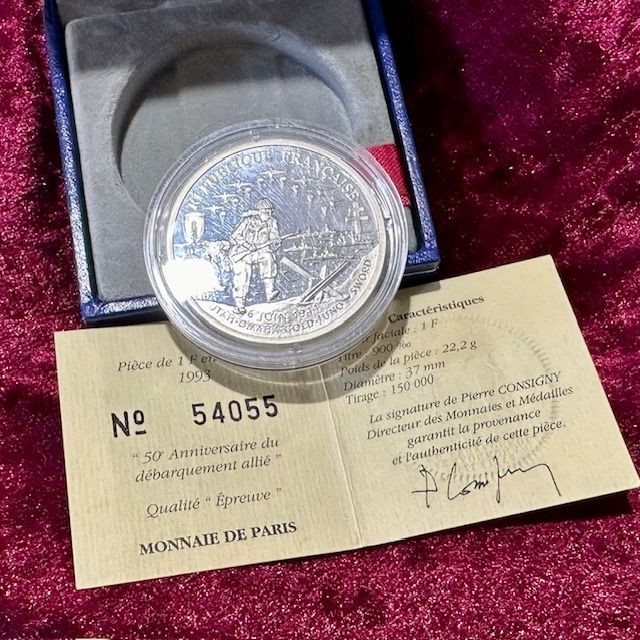 RÉPUBLIQUE FRANÇAISE
6 JUIN
OMAHA-GOLD-JUNO-SWORD
Pièce de 1 F en
1993
Nº 54055
" 50e Anniversaire du
débarquement allié "
Qualité " Épreuve "
MONNAIE DE PARIS
Caractéristiques
faciale : 1 F
Titre : 900 ‰
Poids de la pièce : 22,2 g
Diamètre : 37 mm
Tirage : 150 000
La signature de Pierre CONSIGNY
Directeur des Monnaies et Médailles
garantit la provenance
et l'authenticité de cette pièce.